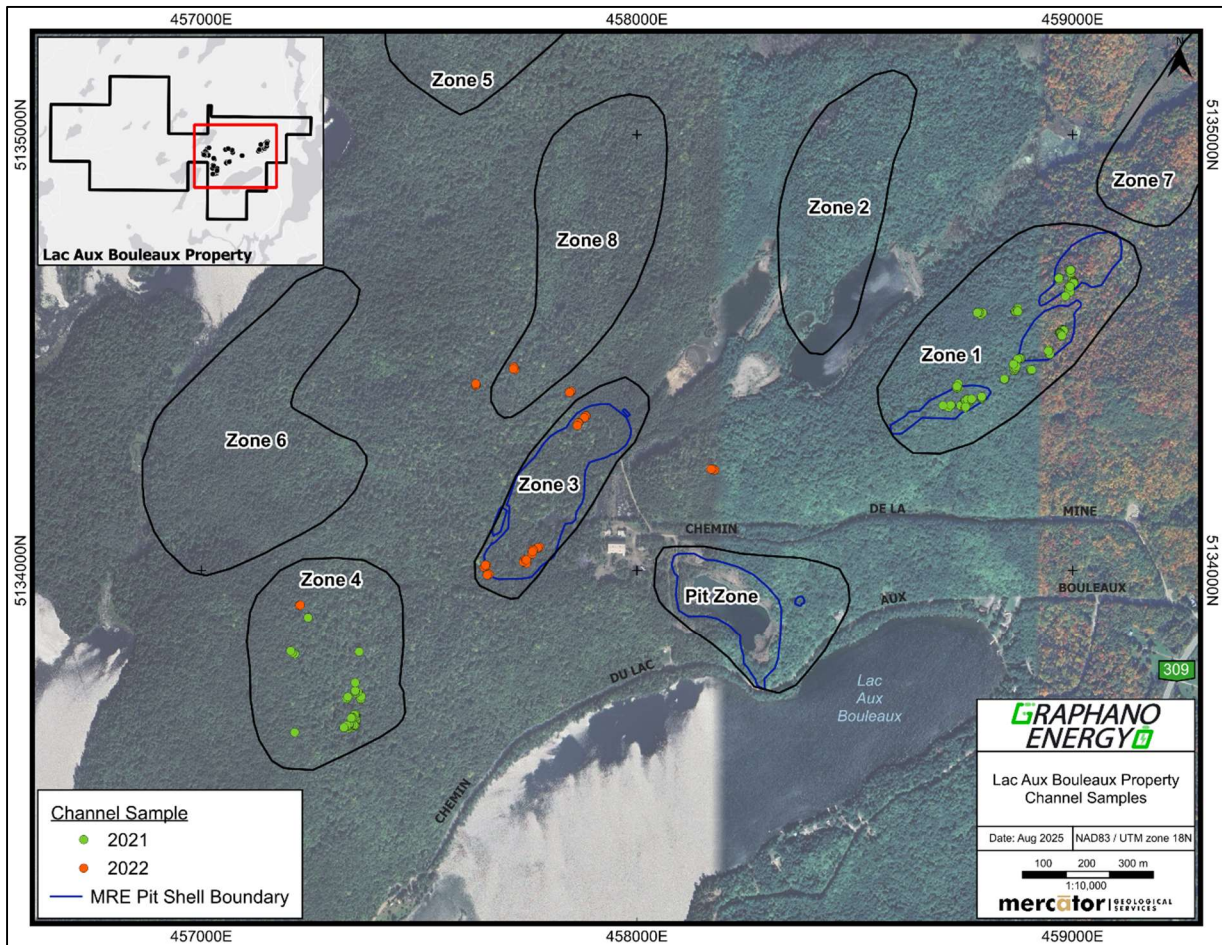 457000E
458000E
459000E
5135000N
5135000N
5134000N
5134000N
N
Zone 5
Zone 8
Zone 2
Zone 7
Lac Aux Bouleaux Property
Zone 1
Zone 6
Zone 3
CHEMIN
DE LA
MINE
Zone 4
Pit Zone
AUX
BOULEAUX
DU LAC
CHEMIN
Lac
Aux
Bouleaux
309
Channel Sample
2021
2022
MRE Pit Shell Boundary
GRAPHANO
ENERGY
Lac Aux Bouleaux Property
Channel Samples
Date: Aug 2025
NAD83 / UTM zone 18N
100 200 300 m
1:10,000
mercator GEOLOGICAL
SERVICES
457000E
458000E
459000E